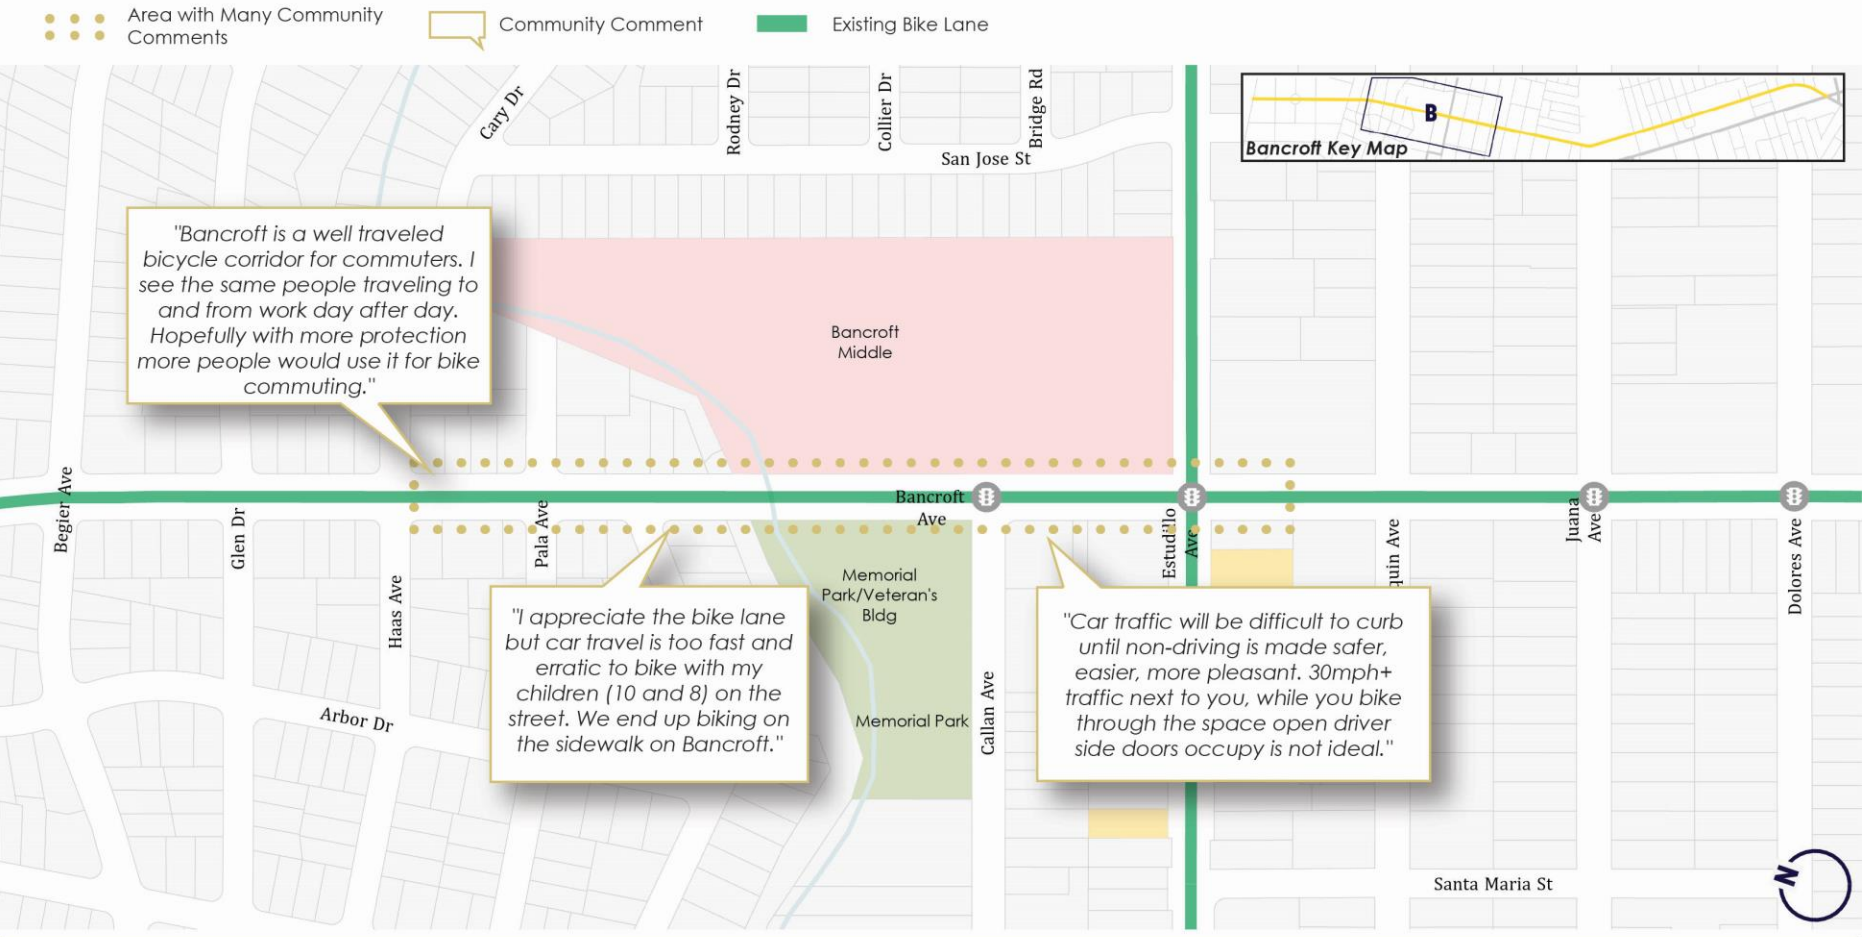 Area with Many Community
Comments
Community Comment
Existing Bike Lane
Cary Dr
Rodney Dr
Collier Dr
Bridge Rd
San Jose St
B
Bancroft Key Map
"Bancroft is a well traveled
bicycle corridor for commuters. I
see the same people traveling to
and from work day after day.
Hopefully with more protection
more people would use it for bike
commuting."
Bancroft
Middle
Begier Ave
Glen Dr
Haas Ave
Pala Ave
Bancroft
Ave
Estudillo
Ave
quin Ave
Juana
Ave
Dolores Ave
Memorial
Park/Veteran's
Bldg
"I appreciate the bike lane
but car travel is too fast and
erratic to bike with my
children (10 and 8) on the
street. We end up biking on
the sidewalk on Bancroft."
"Car traffic will be difficult to curb
until non-driving is made safer,
easier, more pleasant. 30mph+
traffic next to you, while you bike
through the space open driver
side doors occupy is not ideal."
Arbor Dr
Memorial Park
Callan Ave
Santa Maria St
N